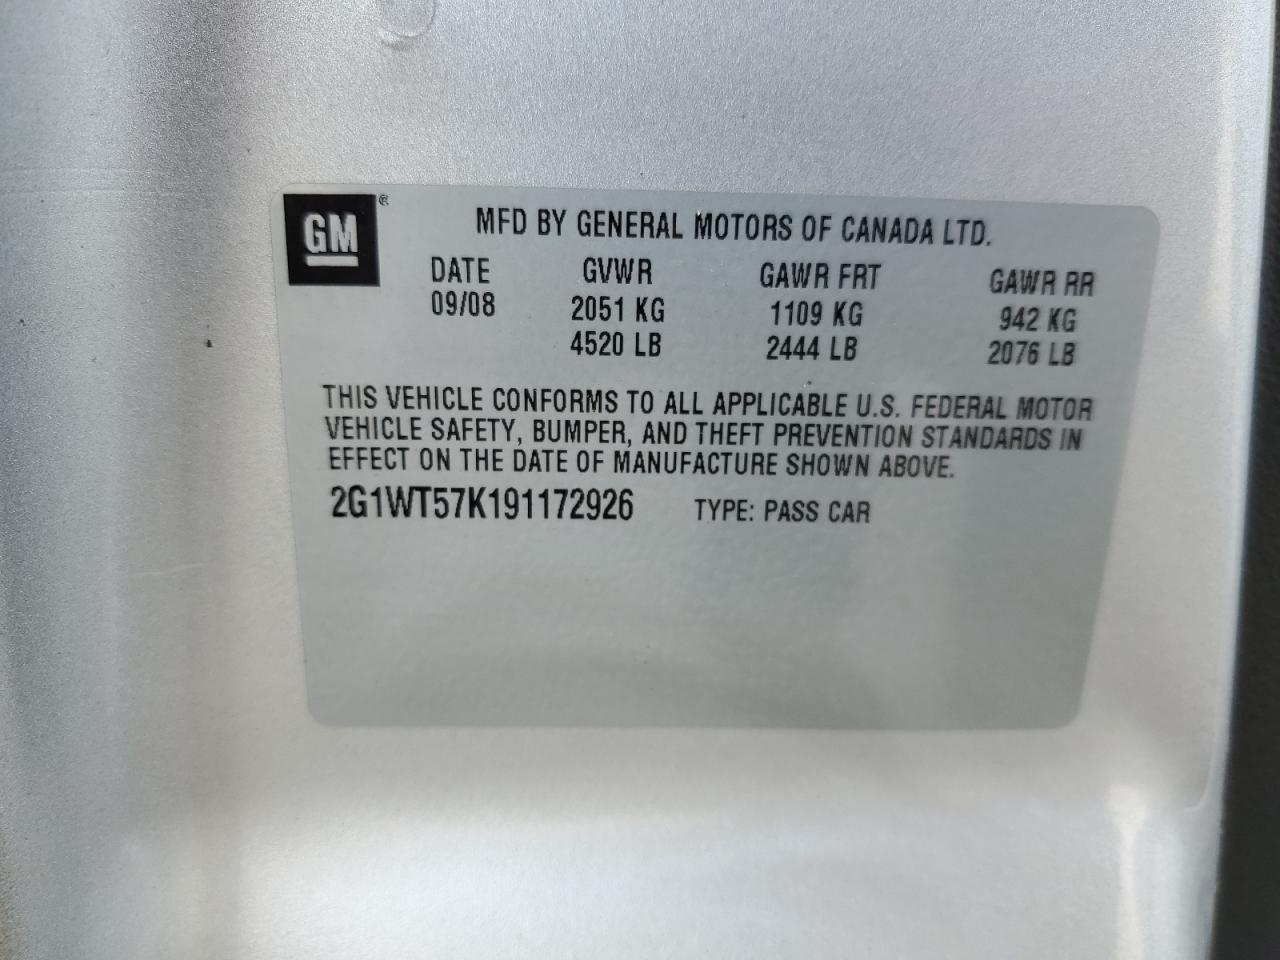 GM®
MFD BY GENERAL MOTORS OF CANADA LTD.
DATE GVWR GAWR FRT GAWR RR
09/08 2051 KG 1109 KG 942 KG
4520 LB 2444 LB 2076 LB
THIS VEHICLE CONFORMS TO ALL APPLICABLE U.S. FEDERAL MOTOR
VEHICLE SAFETY, BUMPER, AND THEFT PREVENTION STANDARDS IN
EFFECT ON THE DATE OF MANUFACTURE SHOWN ABOVE.
2G1WT57K191172926 TYPE: PASS CAR